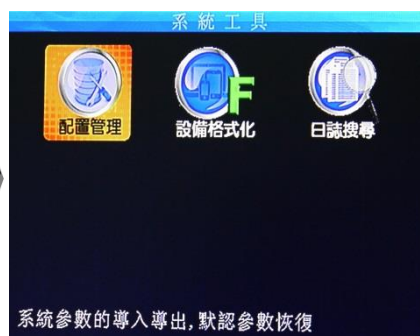 系統工具
配置管理
設備格式化
日誌搜尋
系統參數的導入導出,默認參數恢復